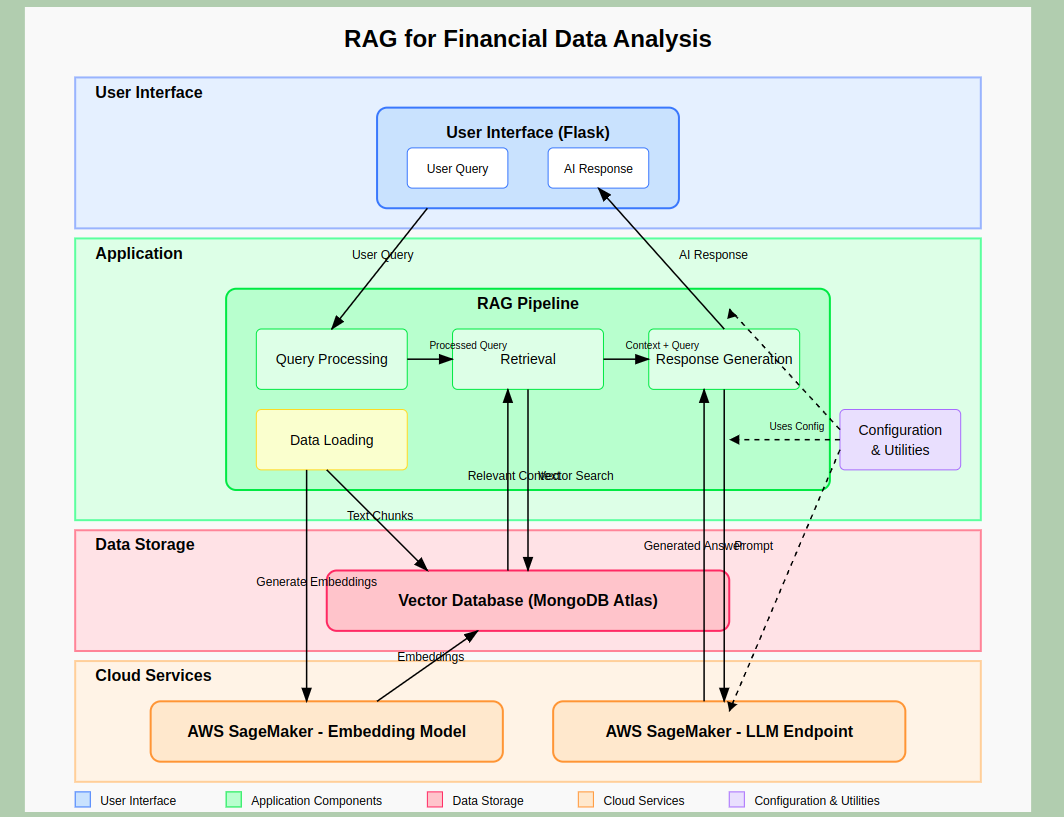 RAG for Financial Data Analysis
User Interface
User Interface (Flask)
User Query
AI Response
User Query
AI Response
Application
RAG Pipeline
Processed Query
Context + Query
Query Processing
Retrieval
Response Generation
Uses Config
Configuration
& Utilities
Data Loading
Relevant Context
Vector Search
Text Chunks
Data Storage
Generated Answer
Prompt
Generate Embeddings
Vector Database (MongoDB Atlas)
Embeddings
Cloud Services
AWS SageMaker - Embedding Model
AWS SageMaker - LLM Endpoint
User Interface
Application Components
Data Storage
Cloud Services
Configuration & Utilities